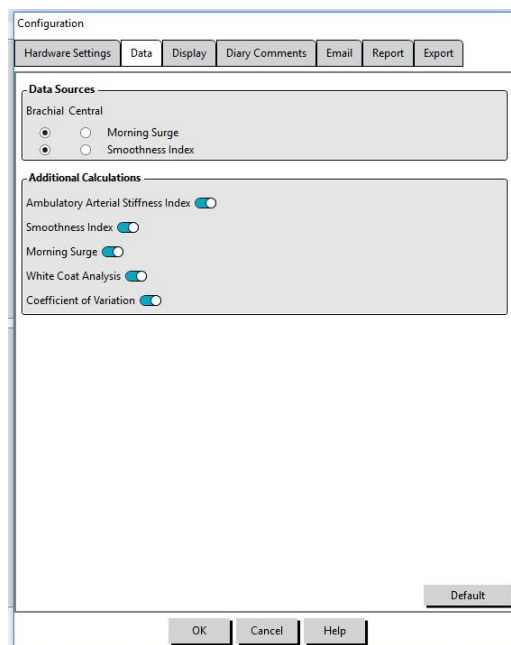 Configuration
Hardware Settings Data Display Diary Comments Email Report Export
Data Sources
Brachial Central
Morning Surge
Smoothness Index
Additional Calculations
Ambulatory Arterial Stiffness Index
Smoothness Index
Morning Surge
White Coat Analysis
Coefficient of Variation
Default
OK Cancel Help